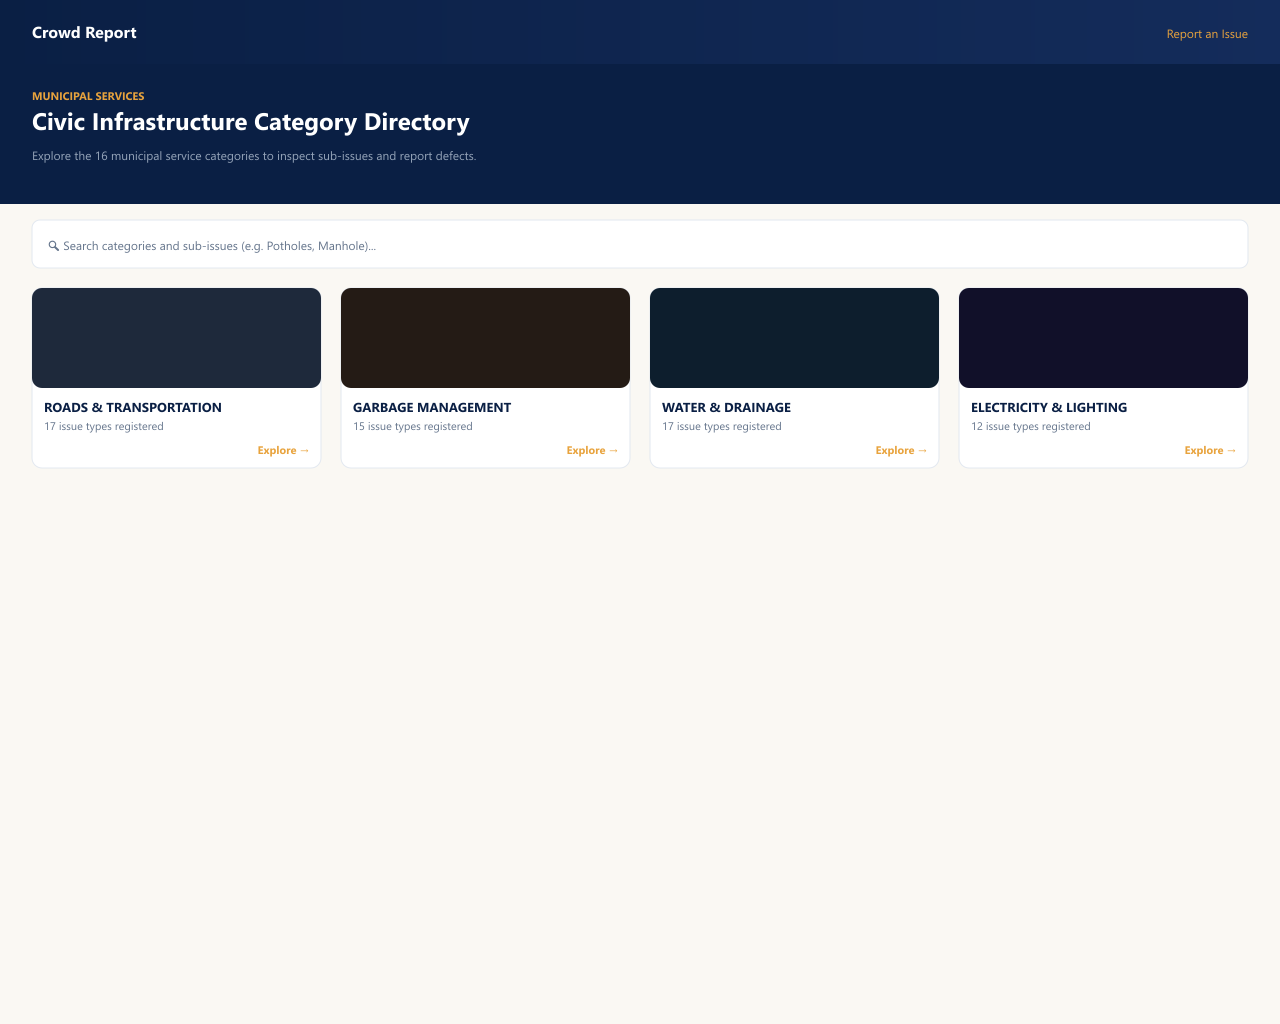 Crowd Report
Report an Issue
MUNICIPAL SERVICES
Civic Infrastructure Category Directory
Explore the 16 municipal service categories to inspect sub-issues and report defects.
🔍 Search categories and sub-issues (e.g. Potholes, Manhole)...
ROADS & TRANSPORTATION
17 issue types registered
Explore →
GARBAGE MANAGEMENT
15 issue types registered
Explore →
WATER & DRAINAGE
17 issue types registered
Explore →
ELECTRICITY & LIGHTING
12 issue types registered
Explore →